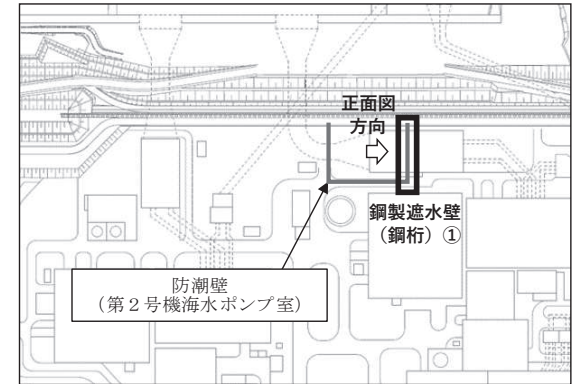 正面図
方向
鋼製遮水壁
（鋼桁）①
防潮壁
（第２号機海水ポンプ室）